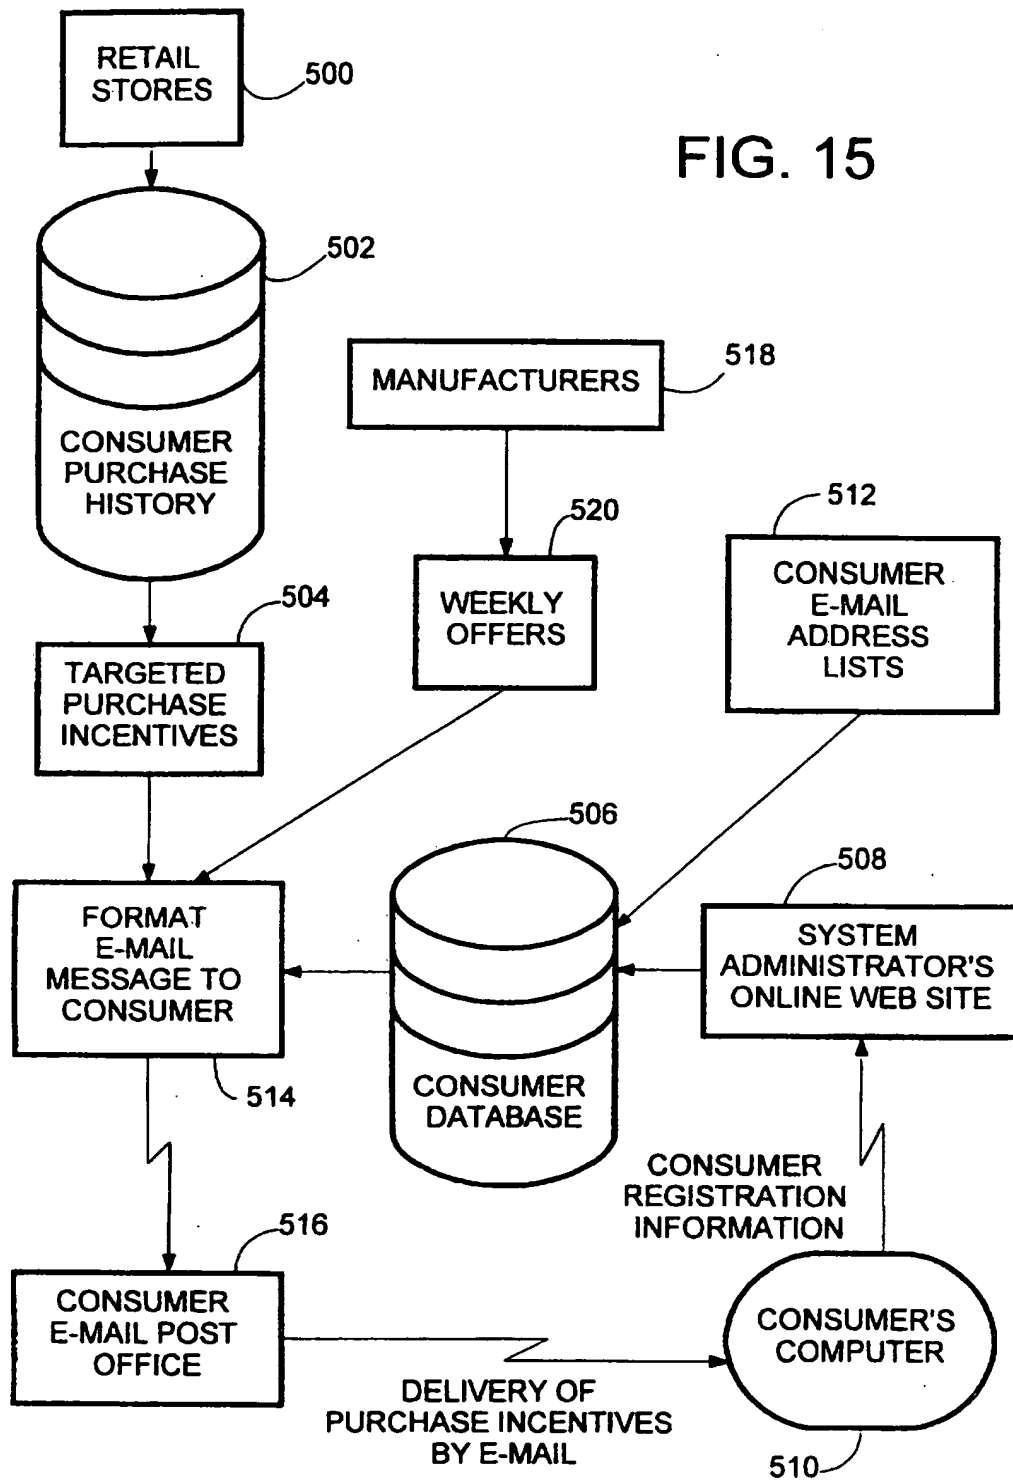 RETAIL
STORES
500
FIG. 15
502
CONSUMER
PURCHASE
HISTORY
MANUFACTURERS
518
520
WEEKLY
OFFERS
512
CONSUMER
E-MAIL
ADDRESS
LISTS
504
TARGETED
PURCHASE
INCENTIVES
506
CONSUMER
DATABASE
508
SYSTEM
ADMINISTRATOR'S
ONLINE WEB SITE
FORMAT
E-MAIL
MESSAGE TO
CONSUMER
514
CONSUMER
REGISTRATION
INFORMATION
516
CONSUMER
E-MAIL POST
OFFICE
DELIVERY OF
PURCHASE INCENTIVES
BY E-MAIL
CONSUMER'S
COMPUTER
510